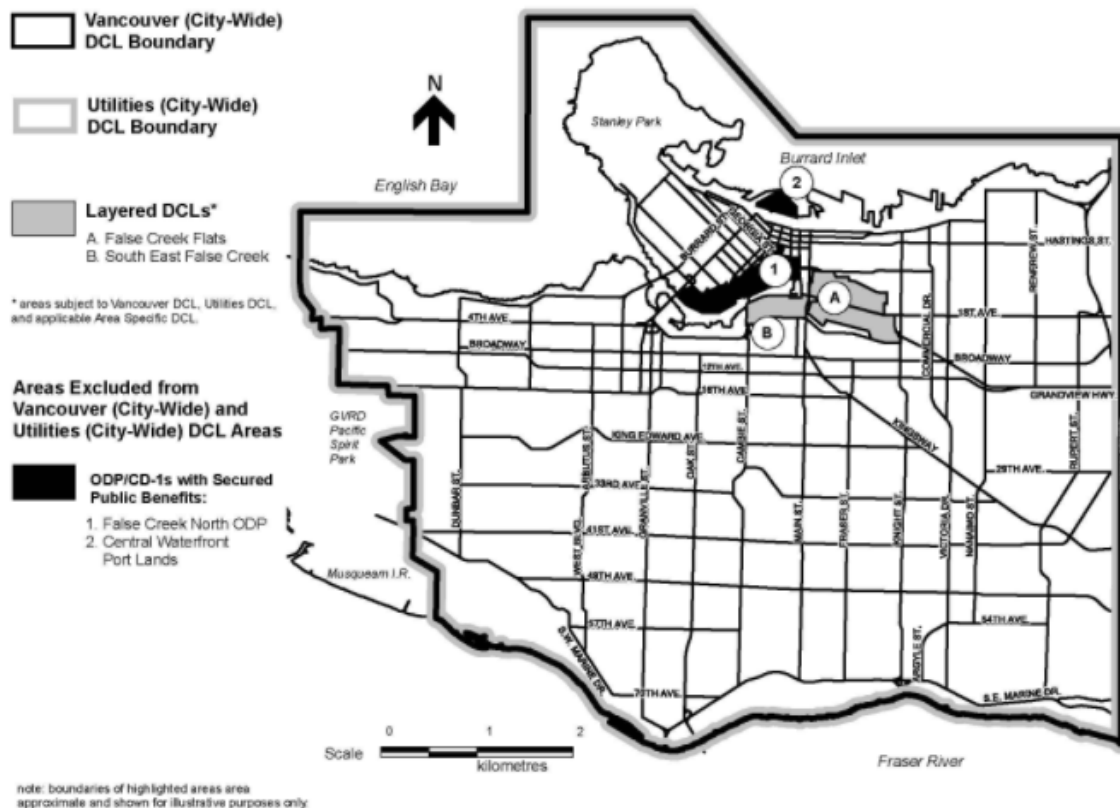 Vancouver (City-Wide)
DCL Boundary
Utilities (City-Wide)
DCL Boundary
Layered DCLs*
A. False Creek Flats
B. South East False Creek
* areas subject to Vancouver DCL, Utilities DCL,
and applicable Area Specific DCL.
Areas Excluded from
Vancouver (City-Wide) and
Utilities (City-Wide) DCL Areas
ODP/CD-1s with Secured
Public Benefits:
1. False Creek North ODP
2. Central Waterfront
Port Lands
note: boundaries of highlighted areas area
approximate and shown for illustrative purposes only
N
Stanley Park
English Bay
Burrard Inlet
2
BURRARD ST.
GEORGIA ST.
HASTINGS ST.
RENFREW ST.
1
A
B
COMMERCIAL DR.
4TH AVE.
1ST AVE.
BROADWAY
BROADWAY
12TH AVE.
16TH AVE.
GRANDVIEW HWY.
GVRD
Pacific
Spirit
Park
KING EDWARD AVE.
KINGSWAY
RUPERT ST.
ARBUTUS ST.
OAK ST.
CAMBIE ST.
29TH AVE.
33RD AVE.
DUNBAR ST.
GRANVILLE ST.
MAIN ST.
FRASER ST.
KNIGHT ST.
VICTORIA DR.
NANAIMO ST.
41ST AVE.
WEST BLVD.
Musqueam I.R.
49TH AVE.
57TH AVE.
54TH AVE.
ARGYLE ST.
S.W. MARINE DR.
70TH AVE.
S.E. MARINE DR.
0 1 2
Scale
kilometres
Fraser River